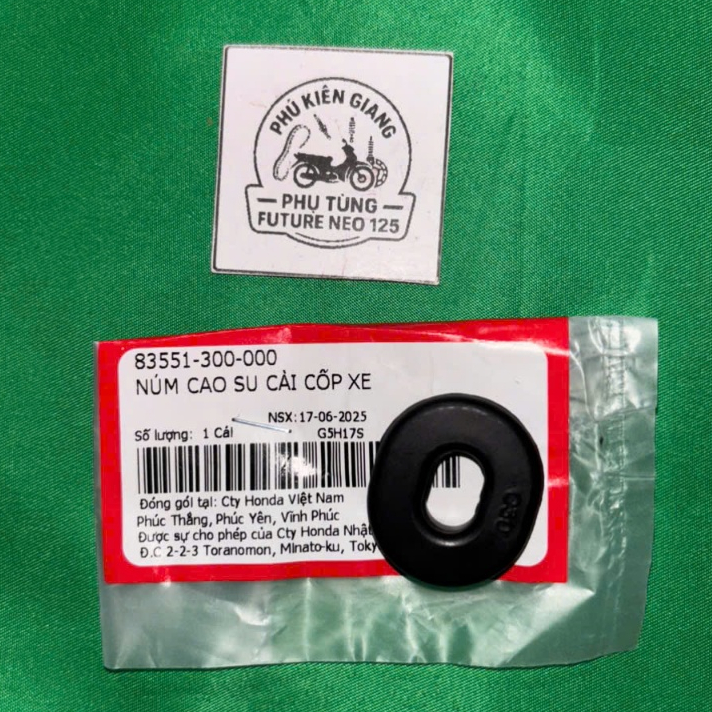 PHÚ KIÊN GIANG
PHỤ TÙNG
FUTURE NEO 125
83551-300-000
NÚM CAO SU CÀI CỐP XE
NSX: 17-06-2025
Số lượng: 1 Cái G5H17S
Đóng gói tại: Cty Honda Việt Nam
Phúc Thắng, Phúc Yên, Vĩnh Phúc
Được sự cho phép của Cty Honda Nhật
Đ.C 2-2-3 Toranomon, Minato-ku,